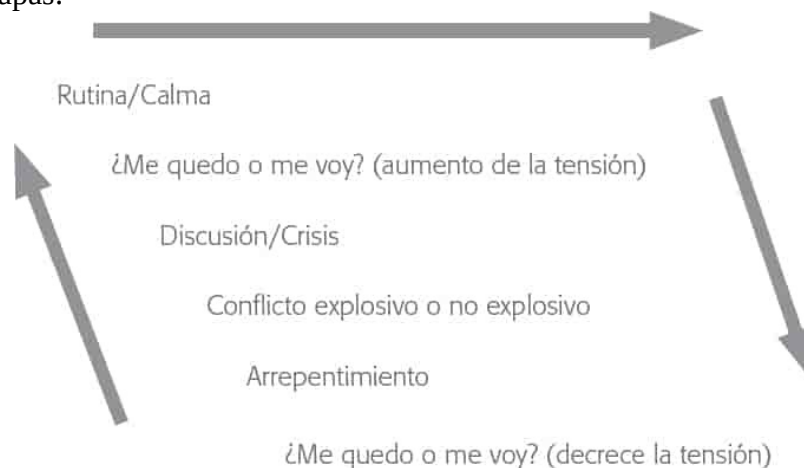 Rutina/Calma
¿Me quedo o me voy? (aumento de la tensión)
Discusión/Crisis
Conflicto explosivo o no explosivo
Arrepentimiento
¿Me quedo o me voy? (decrece la tensión)